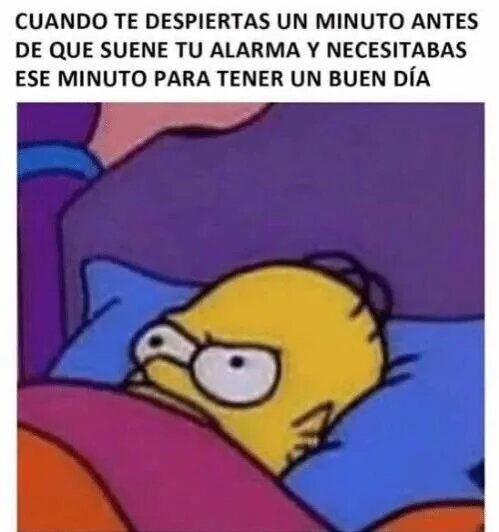 CUANDO TE DESPIERTAS UN MINUTO ANTES
DE QUE SUENE TU ALARMA Y NECESITABAS
ESE MINUTO PARA TENER UN BUEN DÍA